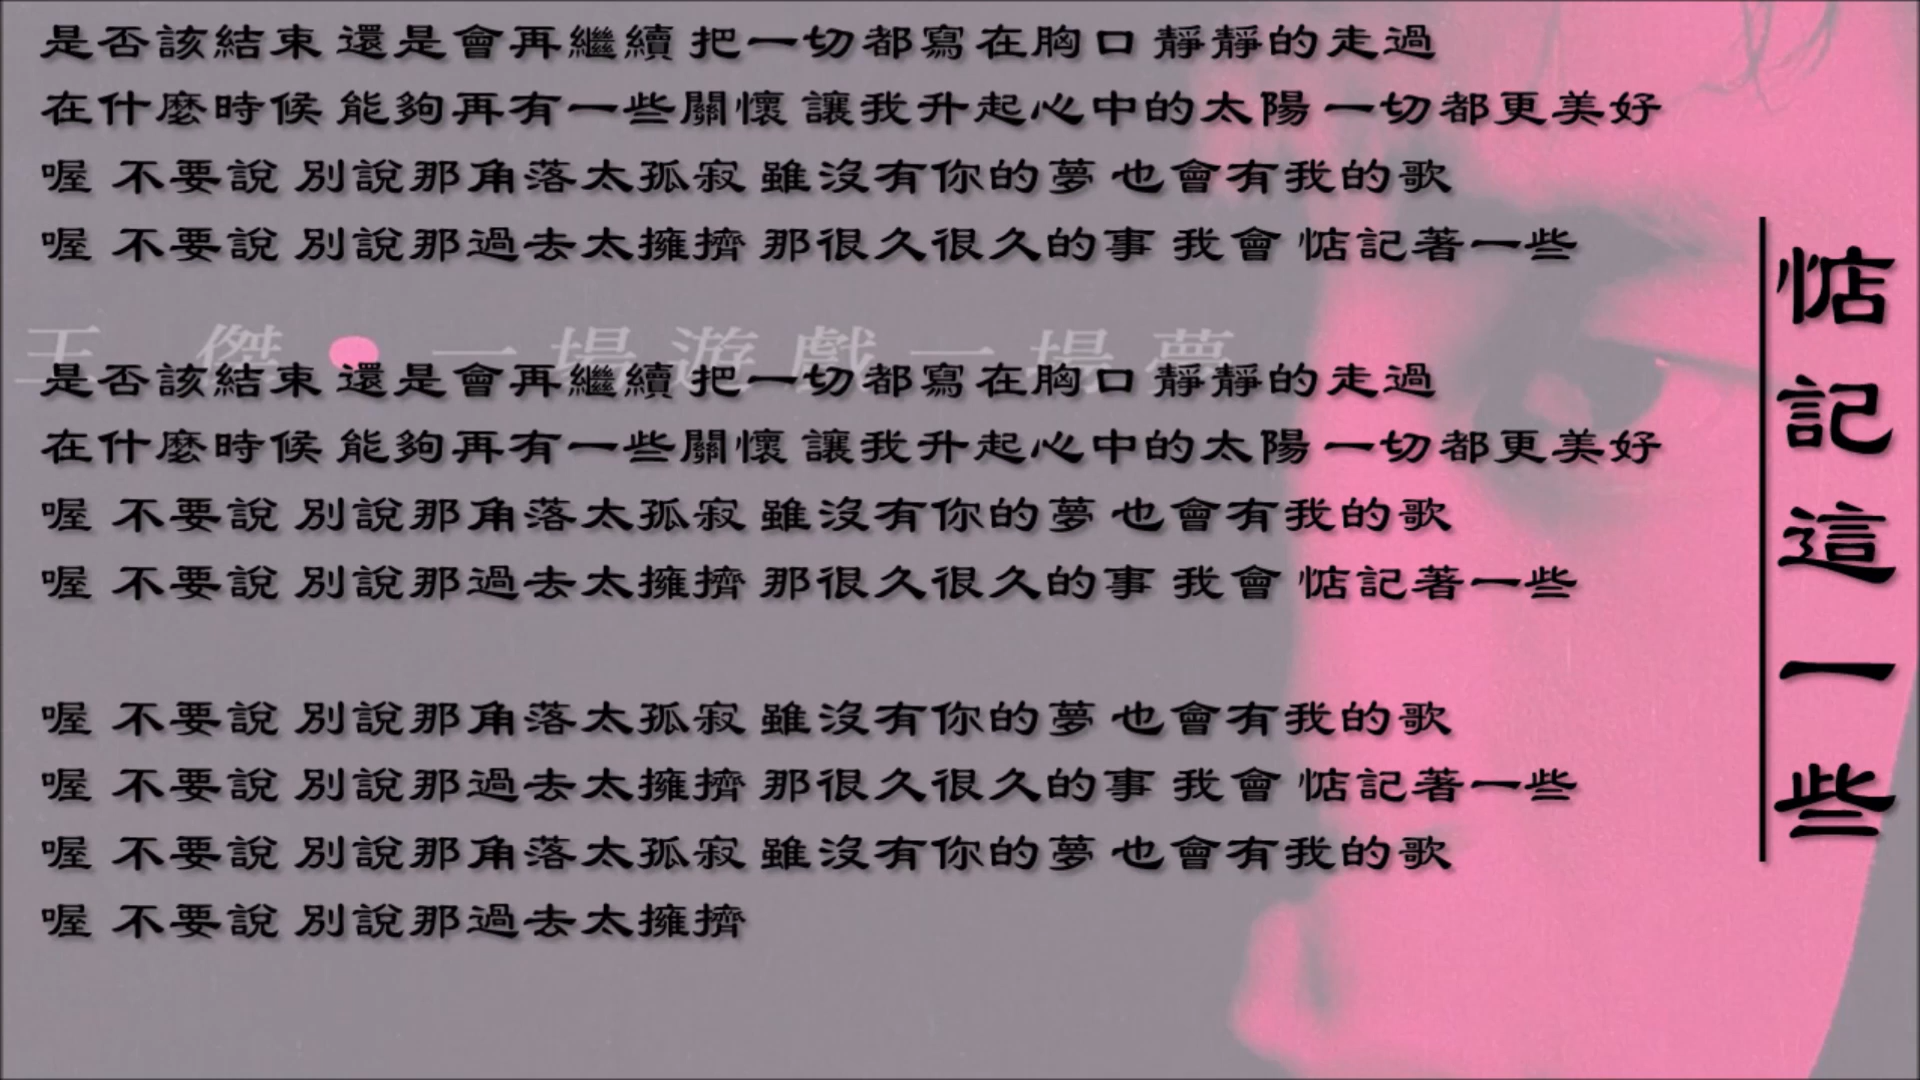 是否該結束 還是會再繼續 把一切都寫在胸口 靜靜的走過
在什麼時候 能夠再有一些關懷 讓我升起心中的太陽 一切都更美好
喔 不要說 別說那角落太孤寂 雖沒有你的夢 也會有我的歌
喔 不要說 別說那過去太擁擠 那很久很久的事 我會 惦記著一些
王 傑 ● 一場遊戲一場夢
是否該結束 還是會再繼續 把一切都寫在胸口 靜靜的走過
在什麼時候 能夠再有一些關懷 讓我升起心中的太陽 一切都更美好
喔 不要說 別說那角落太孤寂 雖沒有你的夢 也會有我的歌
喔 不要說 別說那過去太擁擠 那很久很久的事 我會 惦記著一些
喔 不要說 別說那角落太孤寂 雖沒有你的夢 也會有我的歌
喔 不要說 別說那過去太擁擠 那很久很久的事 我會 惦記著一些
喔 不要說 別說那角落太孤寂 雖沒有你的夢 也會有我的歌
喔 不要說 別說那過去太擁擠
惦記這一些